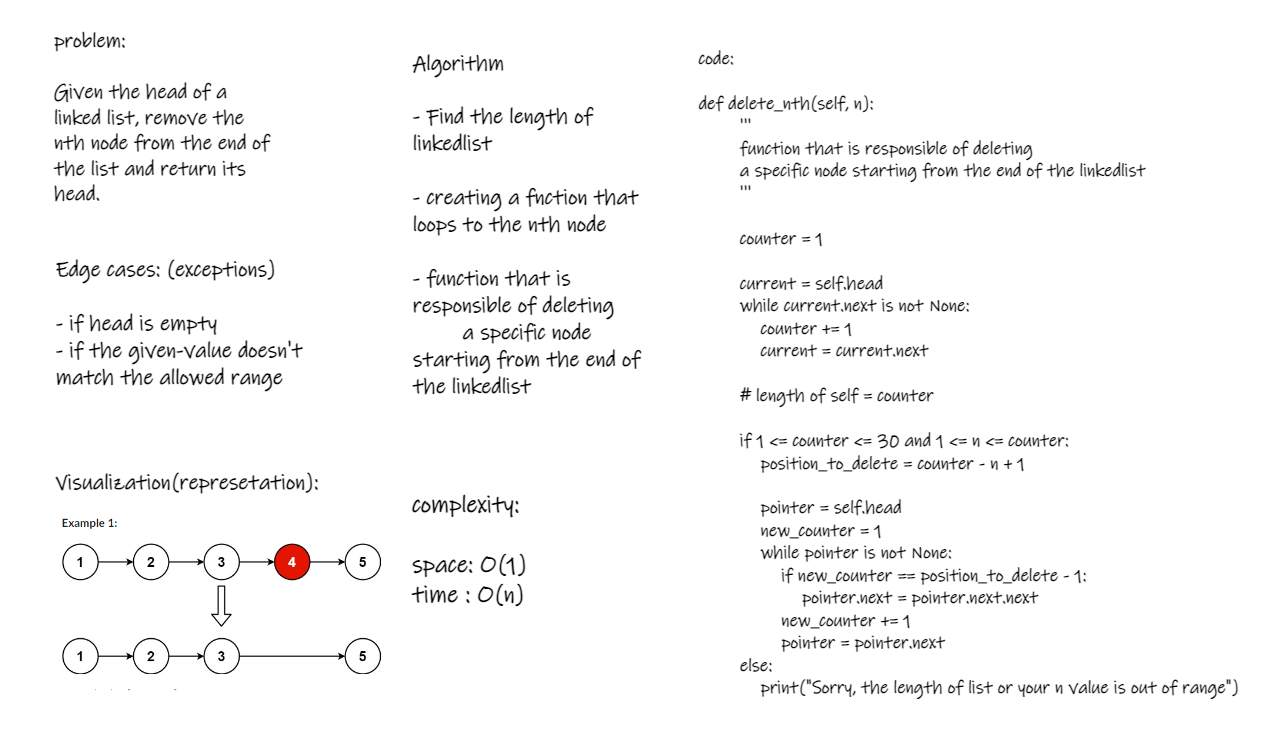 problem:
Given the head of a
linked list, remove the
nth node from the end of
the list and return its
head.
Edge cases: (exceptions)
- if head is empty
- if the given-value doesn't
match the allowed range
Visualization(represetation):
Example 1:
1 2 3 4 5
1 2 3 5
Algorithm
- Find the length of
linkedlist
- creating a fnction that
loops to the nth node
- function that is
responsible of deleting
a specific node
starting from the end of
the linkedlist
complexity:
space: O(1)
time : O(n)
code:
def delete_nth(self, n):
'''
function that is responsible of deleting
a specific node starting from the end of the linkedlist
'''
counter = 1
current = self.head
while current.next is not None:
counter += 1
current = current.next
# length of self = counter
if 1 <= counter <= 30 and 1 <= n <= counter:
position_to_delete = counter - n + 1
pointer = self.head
new_counter = 1
while pointer is not None:
if new_counter == position_to_delete - 1:
pointer.next = pointer.next.next
new_counter += 1
pointer = pointer.next
else:
print("Sorry, the length of list or your n value is out of range")